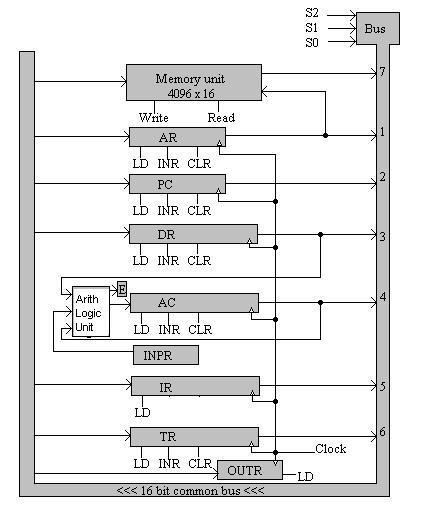 S2
S1
S0
Bus
Memory unit
4096 x 16
7
Write Read
AR
1
LD INR CLR
PC
2
LD INR CLR
DR
3
LD INR CLR
E
Arith
Logic
Unit
AC
4
LD INR CLR
INPR
IR
5
LD
TR
6
LD INR CLR
Clock
OUTR
LD
<<< 16 bit common bus <<<